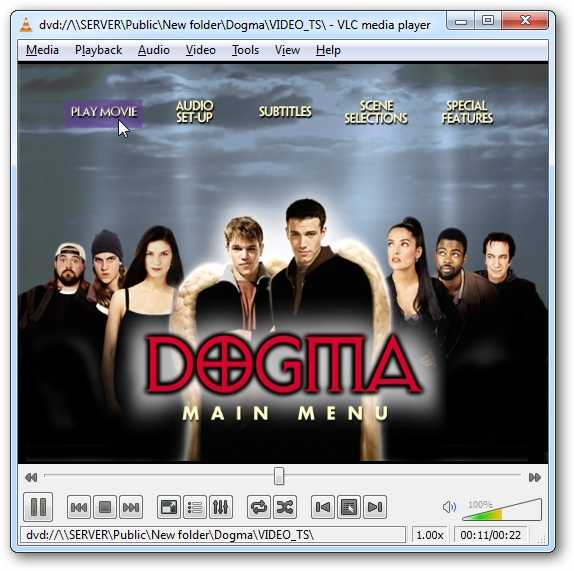 dvd://\\SERVER\Public\New folder\Dogma\VIDEO_TS\ - VLC media player
Media Playback Audio Video Tools View Help
PLAY MOVIE
AUDIO
SET-UP
SUBTITLES
SCENE
SELECTIONS
SPECIAL
FEATURES
DOGMA
MAIN MENU
100%
dvd://\\SERVER\Public\New folder\Dogma\VIDEO_TS\ 1.00x 00:11/00:22